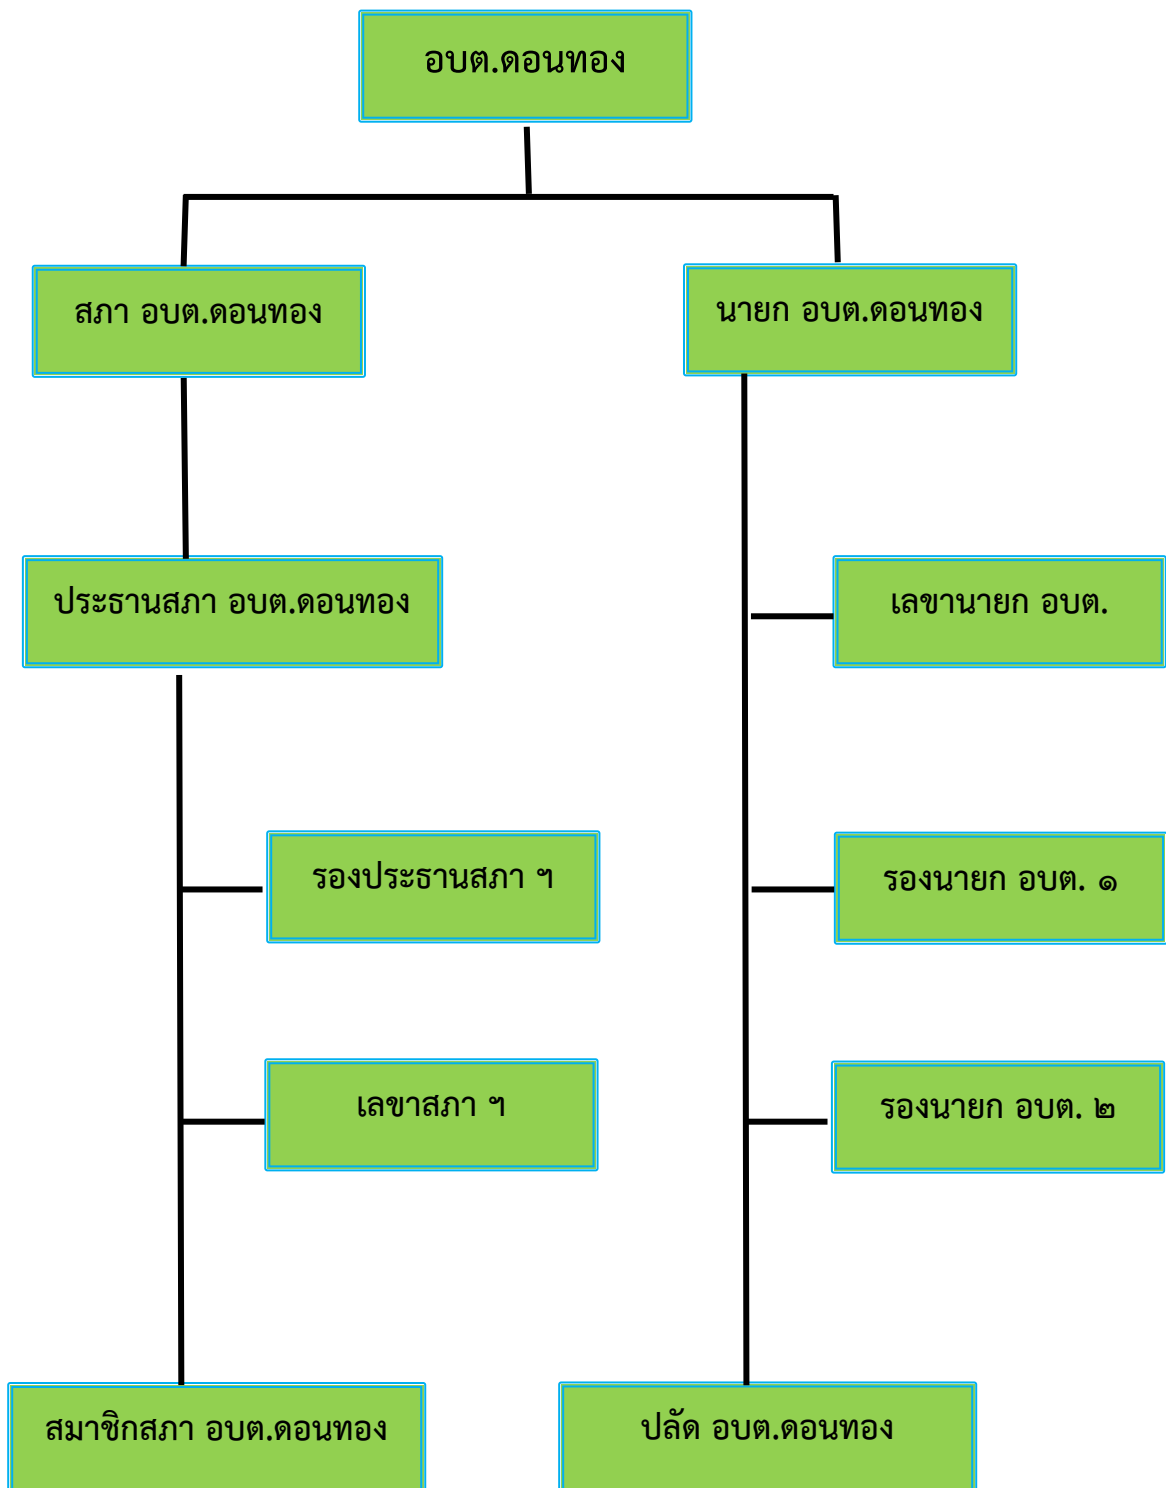 อบต.ดอนทอง
สภา อบต.ดอนทอง
นายก อบต.ดอนทอง
ประธานสภา อบต.ดอนทอง
เลขานายก อบต.
รองประธานสภา ฯ
รองนายก อบต. ๑
เลขาสภา ฯ
รองนายก อบต. ๒
สมาชิกสภา อบต.ดอนทอง
ปลัด อบต.ดอนทอง